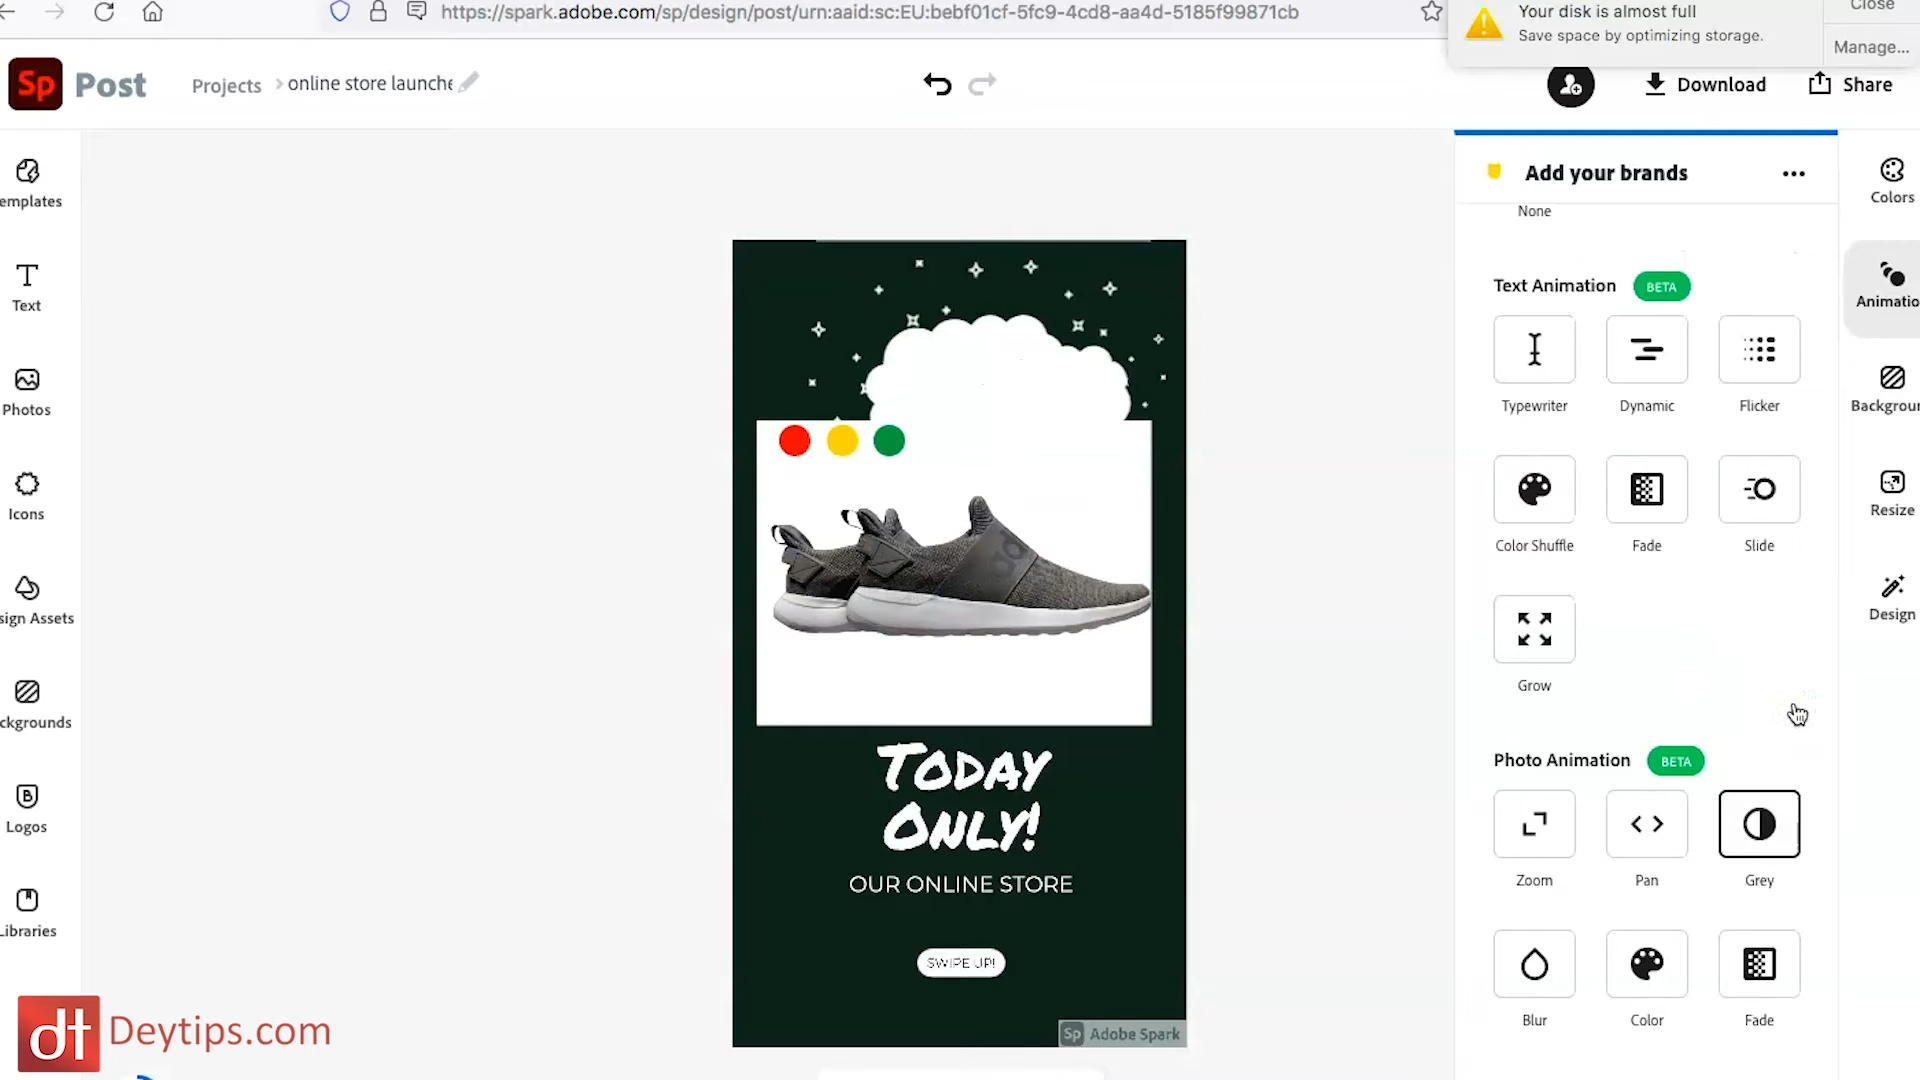 https://spark.adobe.com/sp/design/post/urn:aaid:sc:EU:bebf01cf-5fc9-4cd8-aa4d-5185f99871cb
Your disk is almost full
Save space by optimizing storage.
Close
Manage...
Sp Post
Projects
online store launche
Download
Share
emplates
Text
Photos
Icons
sign Assets
ckgrounds
Logos
Libraries
Add your brands
None
Text Animation BETA
Typewriter
Dynamic
Flicker
Color Shuffle
Fade
Slide
Grow
Photo Animation BETA
Zoom
Pan
Grey
Blur
Color
Fade
Colors
Animatio
Backgroun
Resize
Design
TODAY
ONLY!
OUR ONLINE STORE
SWIPE UP!
Sp Adobe Spark
dt Deytips.com